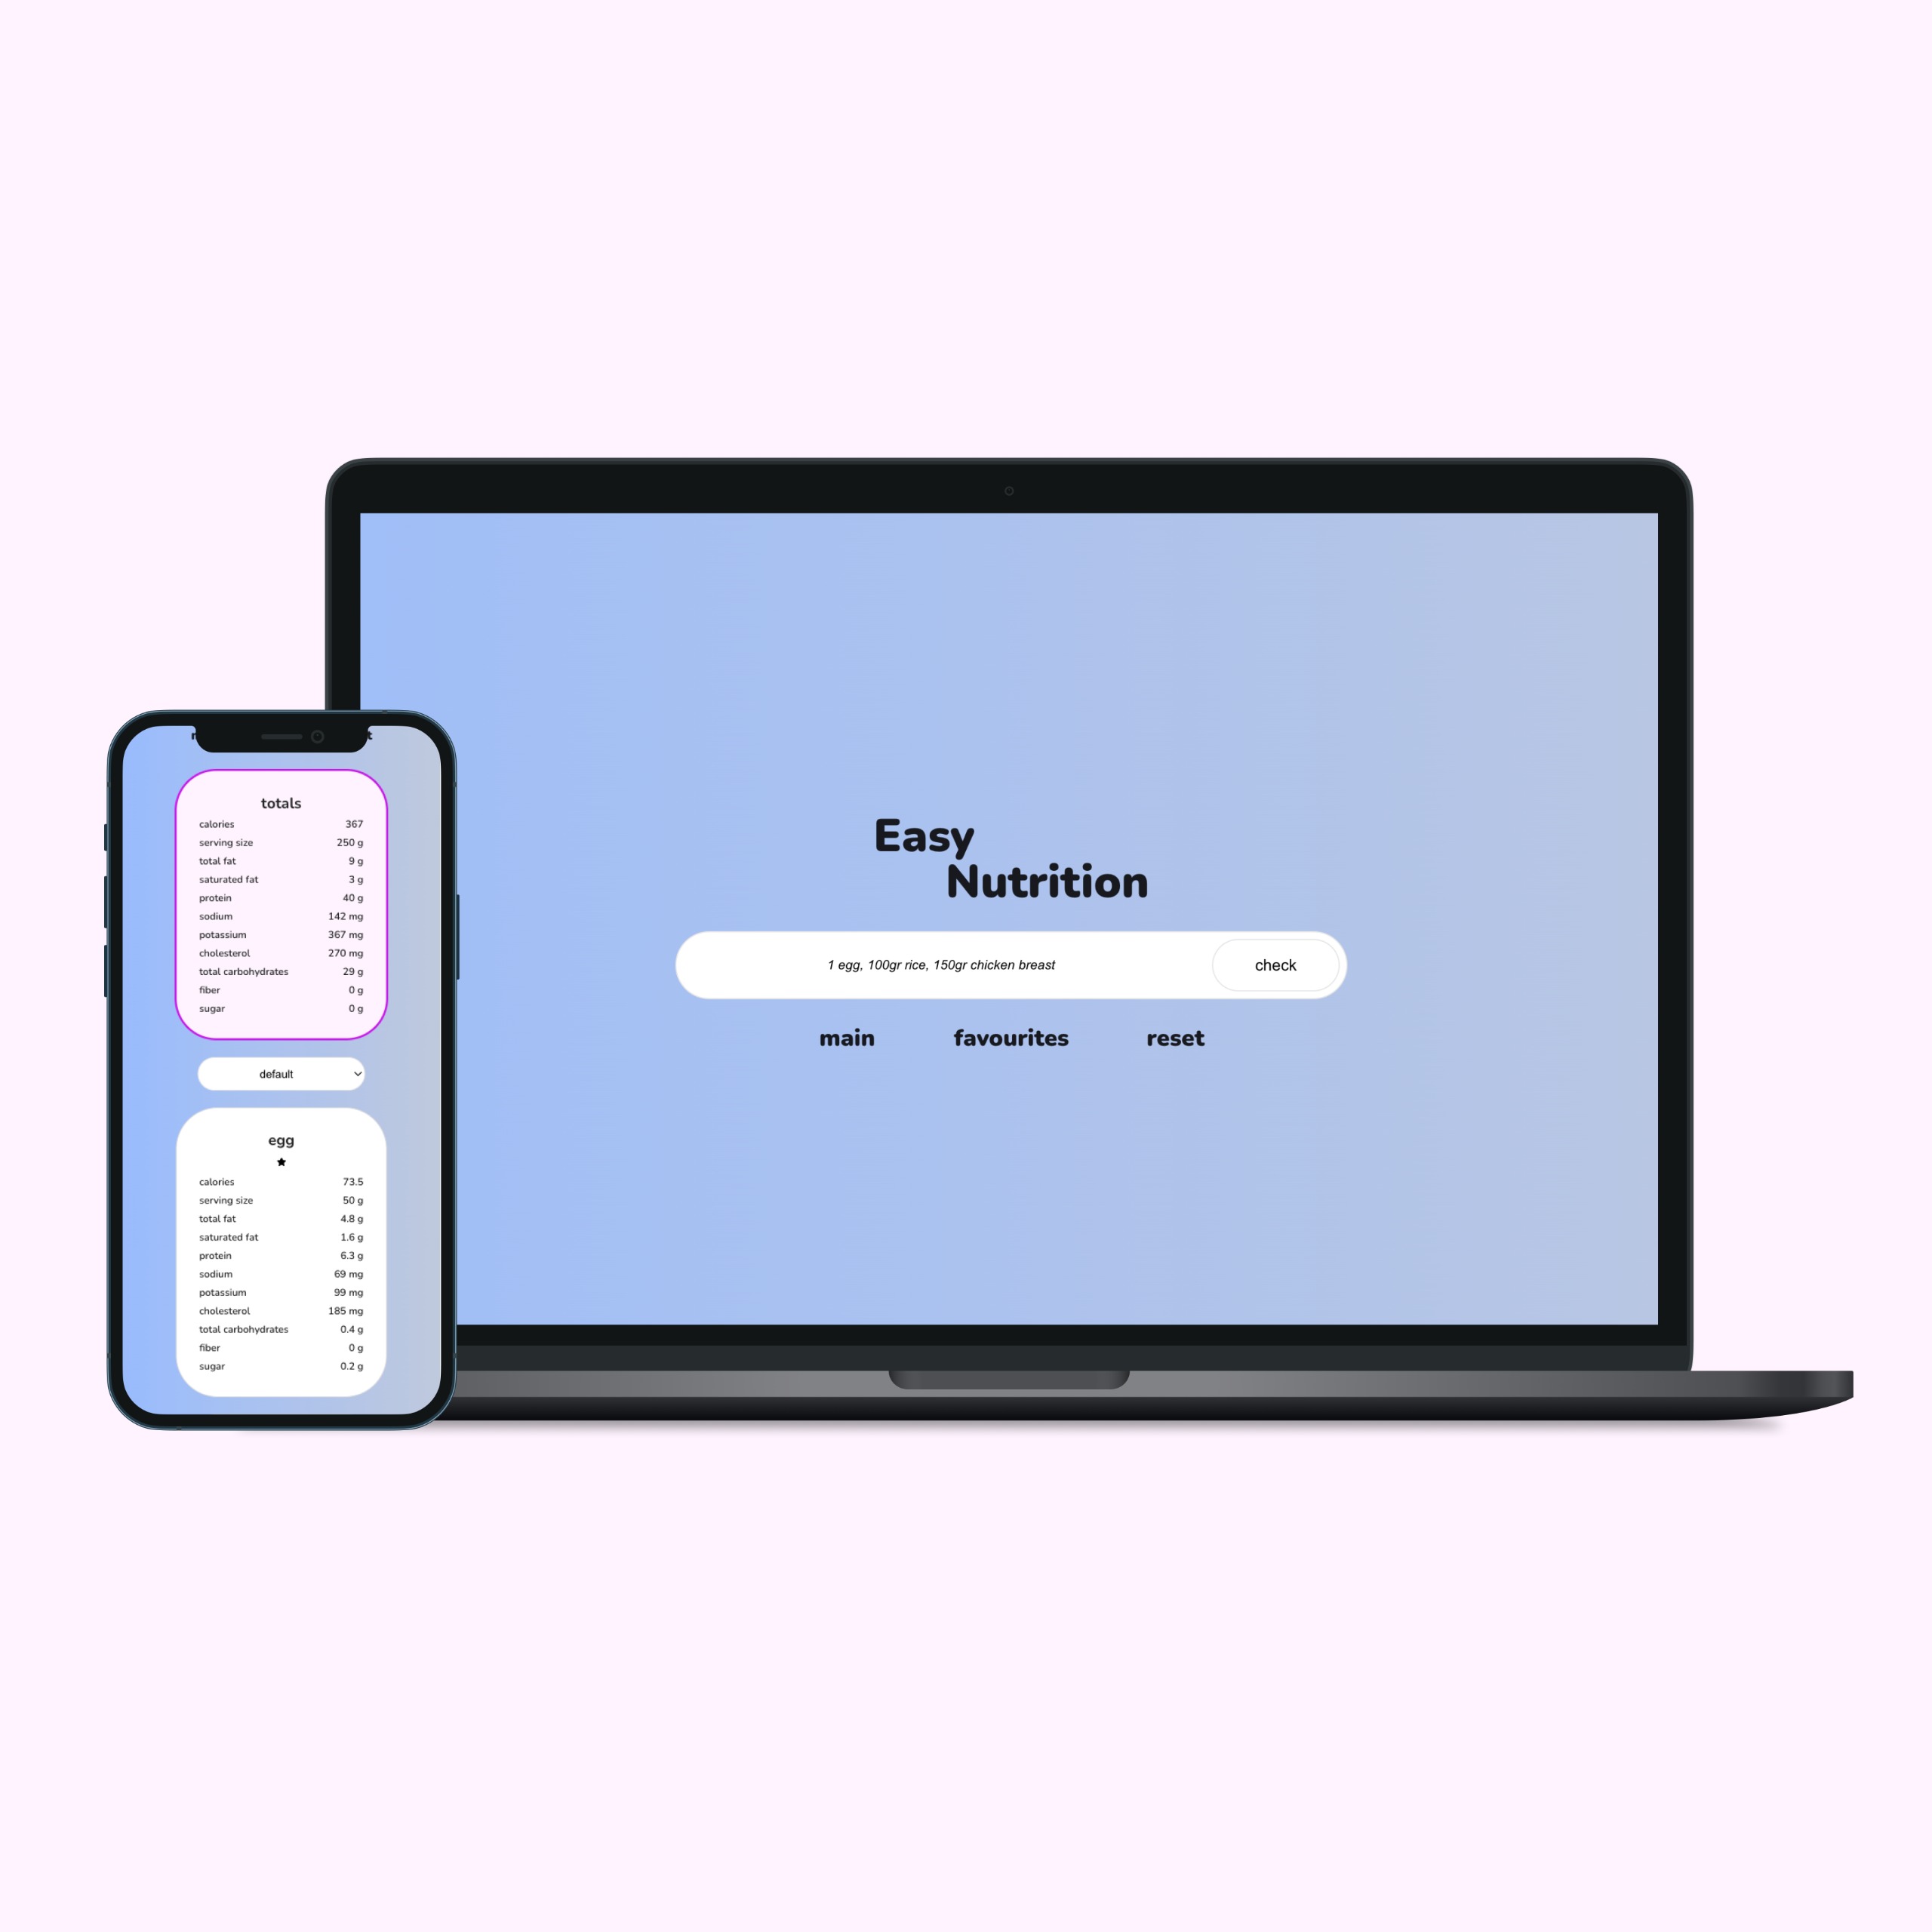 totals
calories 367
serving size 250 g
total fat 9 g
saturated fat 3 g
protein 40 g
sodium 142 mg
potassium 367 mg
cholesterol 270 mg
total carbohydrates 29 g
fiber 0 g
sugar 0 g
default
egg
calories 73.5
serving size 50 g
total fat 4.8 g
saturated fat 1.6 g
protein 6.3 g
sodium 69 mg
potassium 99 mg
cholesterol 185 mg
total carbohydrates 0.4 g
fiber 0 g
sugar 0.2 g
Easy
Nutrition
1 egg, 100gr rice, 150gr chicken breast check
main favourites reset